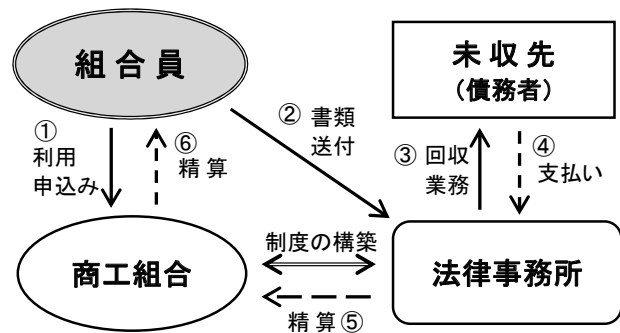 組合員
未収先
(債務者)
①
利用
申込み
⑥
精算
② 書類
送付
③ 回収
業務
④
支払い
商工組合
制度の構築
精算⑤
法律事務所